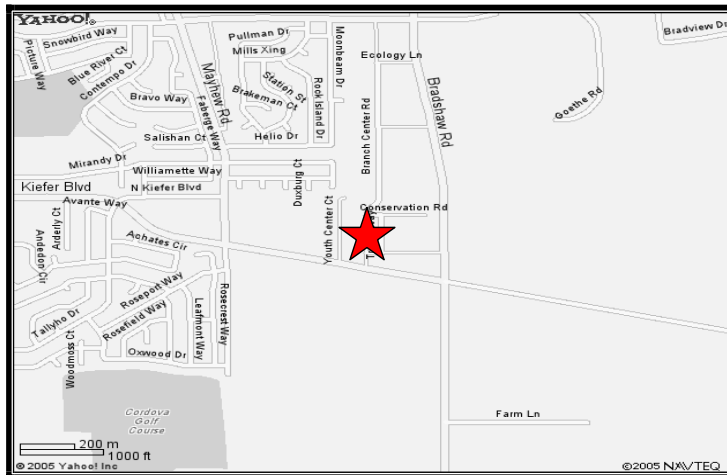 YAHOO!®
Snowbird Way
Picture Way
Blue River Ct
Contempo Dr
Bravo Way
Salishan Ct
Mirandy Dr
Mayhew Rd
Faberge Way
Pullman Dr
Mills Xing
Station St
Brakeman Ct
Helio Dr
Rock Island Dr
Moonbeam Dr
Ecology Ln
Branch Center Rd
Bradshaw Rd
Bradview Dr
Goethe Rd
Williamette Way
Kiefer Blvd
N Kiefer Blvd
Duxburg Ct
Youth Center Ct
Conservation Rd
Avante Way
Arderly Ct
Andedon Cir
Achates Cir
Roseport Way
Rosefield Way
Tallyho Dr
Leafmont Way
Rosecrest Way
Woodmoss Ct
Oxwood Dr
Cordova
Golf
Course
Farm Ln
200 m
1000 ft
© 2005 Yahoo! Inc
©2005 NAVTEQ